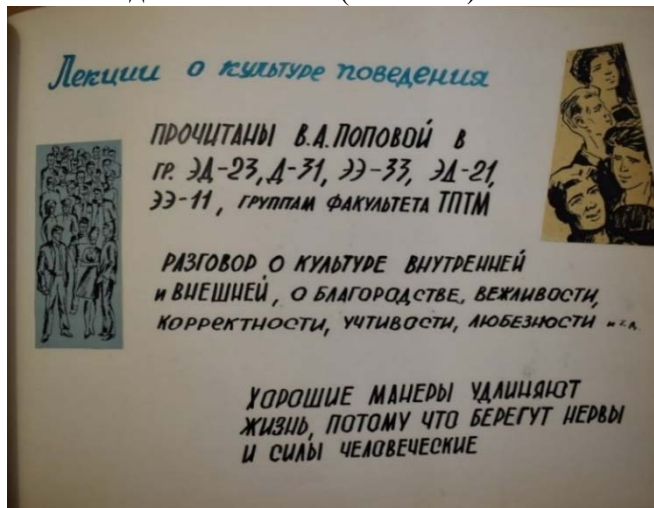 Лекции о культуре поведения
ПРОЧИТАНЫ В.А.ПОПОВОЙ В
ГР. ЭД-23, Д-31, ЭЭ-33, ЭД-21,
ЭЭ-11, ГРУППАМ ФАКУЛЬТЕТА ТПТМ
РАЗГОВОР О КУЛЬТУРЕ ВНУТРЕННЕЙ
И ВНЕШНЕЙ, О БЛАГОРОДСТВЕ, ВЕЖЛИВОСТИ,
КОРРЕКТНОСТИ, УЧТИВОСТИ, ЛЮБЕЗНОСТИ и т.д.
ХОРОШИЕ МАНЕРЫ УДЛИНЯЮТ
ЖИЗНЬ, ПОТОМУ ЧТО БЕРЕГУТ НЕРВЫ
И СИЛЫ ЧЕЛОВЕЧЕСКИЕ